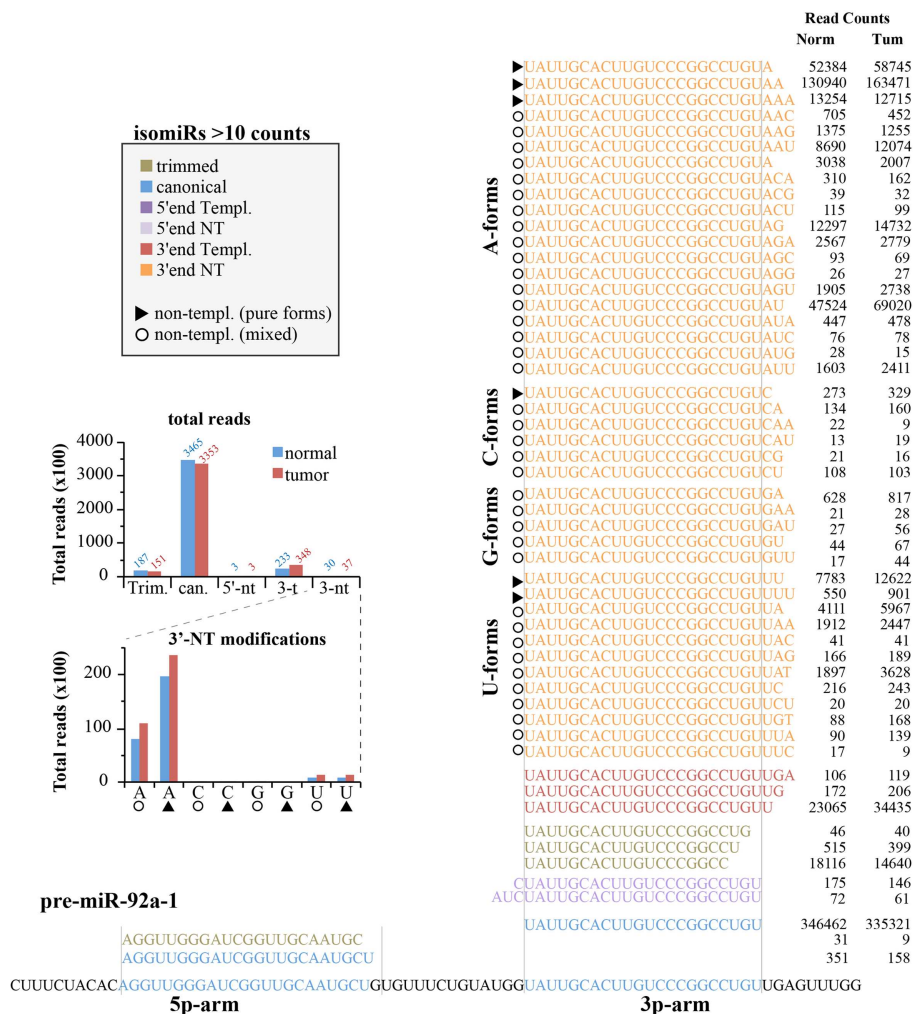 Read Counts
Norm Tum
isomiRs >10 counts
trimmed
canonical
5'end Templ.
5'end NT
3'end Templ.
3'end NT
non-templ. (pure forms)
non-templ. (mixed)
A-forms
UAUUGCACUUGUCCCGGCCUGUA 52384 58745
UAUUGCACUUGUCCCGGCCUGUAA 130940 163471
UAUUGCACUUGUCCCGGCCUGUAAA 13254 12715
UAUUGCACUUGUCCCGGCCUGUAAC 705 452
UAUUGCACUUGUCCCGGCCUGUAAG 1375 1255
UAUUGCACUUGUCCCGGCCUGUAAU 8690 12074
UAUUGCACUUGUCCCGGCCUGUA 3038 2007
UAUUGCACUUGUCCCGGCCUGUACA 310 162
UAUUGCACUUGUCCCGGCCUGUACG 39 32
UAUUGCACUUGUCCCGGCCUGUACU 115 99
UAUUGCACUUGUCCCGGCCUGUAG 12297 14732
UAUUGCACUUGUCCCGGCCUGUAGA 2567 2779
UAUUGCACUUGUCCCGGCCUGUAGC 93 69
UAUUGCACUUGUCCCGGCCUGUAGG 26 27
UAUUGCACUUGUCCCGGCCUGUAGU 1905 2738
UAUUGCACUUGUCCCGGCCUGUAU 47524 69020
UAUUGCACUUGUCCCGGCCUGUAUA 447 478
UAUUGCACUUGUCCCGGCCUGUAUC 76 78
UAUUGCACUUGUCCCGGCCUGUAUG 28 15
UAUUGCACUUGUCCCGGCCUGUAUU 1603 2411
C-forms
UAUUGCACUUGUCCCGGCCUGUC 273 329
UAUUGCACUUGUCCCGGCCUGUCA 134 160
UAUUGCACUUGUCCCGGCCUGUCAA 22 9
UAUUGCACUUGUCCCGGCCUGUCAU 13 19
UAUUGCACUUGUCCCGGCCUGUCG 21 16
UAUUGCACUUGUCCCGGCCUGUCU 108 103
G-forms
UAUUGCACUUGUCCCGGCCUGUGA 628 817
UAUUGCACUUGUCCCGGCCUGUGAA 21 28
UAUUGCACUUGUCCCGGCCUGUGAU 27 56
UAUUGCACUUGUCCCGGCCUGUGU 44 67
UAUUGCACUUGUCCCGGCCUGUGUU 17 44
U-forms
UAUUGCACUUGUCCCGGCCUGUUU 7783 12622
UAUUGCACUUGUCCCGGCCUGUUUU 550 901
UAUUGCACUUGUCCCGGCCUGUUA 4111 5967
UAUUGCACUUGUCCCGGCCUGUUAA 1912 2447
UAUUGCACUUGUCCCGGCCUGUUAC 41 41
UAUUGCACUUGUCCCGGCCUGUUAG 166 189
UAUUGCACUUGUCCCGGCCUGUUAT 1897 3628
UAUUGCACUUGUCCCGGCCUGUUC 216 243
UAUUGCACUUGUCCCGGCCUGUUCU 20 20
UAUUGCACUUGUCCCGGCCUGUUGT 88 168
UAUUGCACUUGUCCCGGCCUGUUUA 90 139
UAUUGCACUUGUCCCGGCCUGUUUC 17 9
UAUUGCACUUGUCCCGGCCUGUUGA 106 119
UAUUGCACUUGUCCCGGCCUGUUG 172 206
UAUUGCACUUGUCCCGGCCUGUU 23065 34435
UAUUGCACUUGUCCCGGCCUG 46 40
UAUUGCACUUGUCCCGGCCU 515 399
UAUUGCACUUGUCCCGGCC 18116 14640
CUAUUGCACUUGUCCCGGCCUGU 175 146
AUCUAUUGCACUUGUCCCGGCCUGU 72 61
UAUUGCACUUGUCCCGGCCUGU 346462 335321
total reads
Total reads (x100)
4000
3000
2000
1000
0
187 151 3465 3353 3 3 233 348 30 37
normal
tumor
Trim. can. 5'-nt 3-t 3-nt
3'-NT modifications
Total reads (x100)
200
100
0
A A C C G G U U
pre-miR-92a-1
AGGUUGGGAUCGGUUGCAAUGC 31 9
AGGUUGGGAUCGGUUGCAAUGCU 351 158
CUUUCUACACAGGUUGGGAUCGGUUGCAAUGCUGUGUUUCUGUAUGGUAUUGCACUUGUCCCGGCCUGUUGAGUUUGG
5p-arm 3p-arm